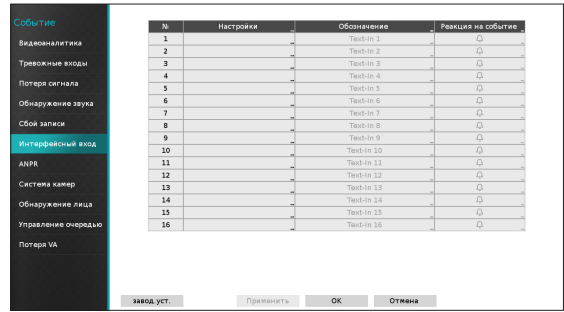 Событие
Видеоаналитика
Тревожные входы
Потеря сигнала
Обнаружение звука
Сбой записи
Интерфейсный вход
ANPR
Система камер
Обнаружение лица
Управление очередью
Потеря VA
№ Настройки Обозначение Реакция на событие
1 Text-In 1
2 Text-In 2
3 Text-In 3
4 Text-In 4
5 Text-In 5
6 Text-In 6
7 Text-In 7
8 Text-In 8
9 Text-In 9
10 Text-In 10
11 Text-In 11
12 Text-In 12
13 Text-In 13
14 Text-In 14
15 Text-In 15
16 Text-In 16
завод.уст. Применить OK Отмена